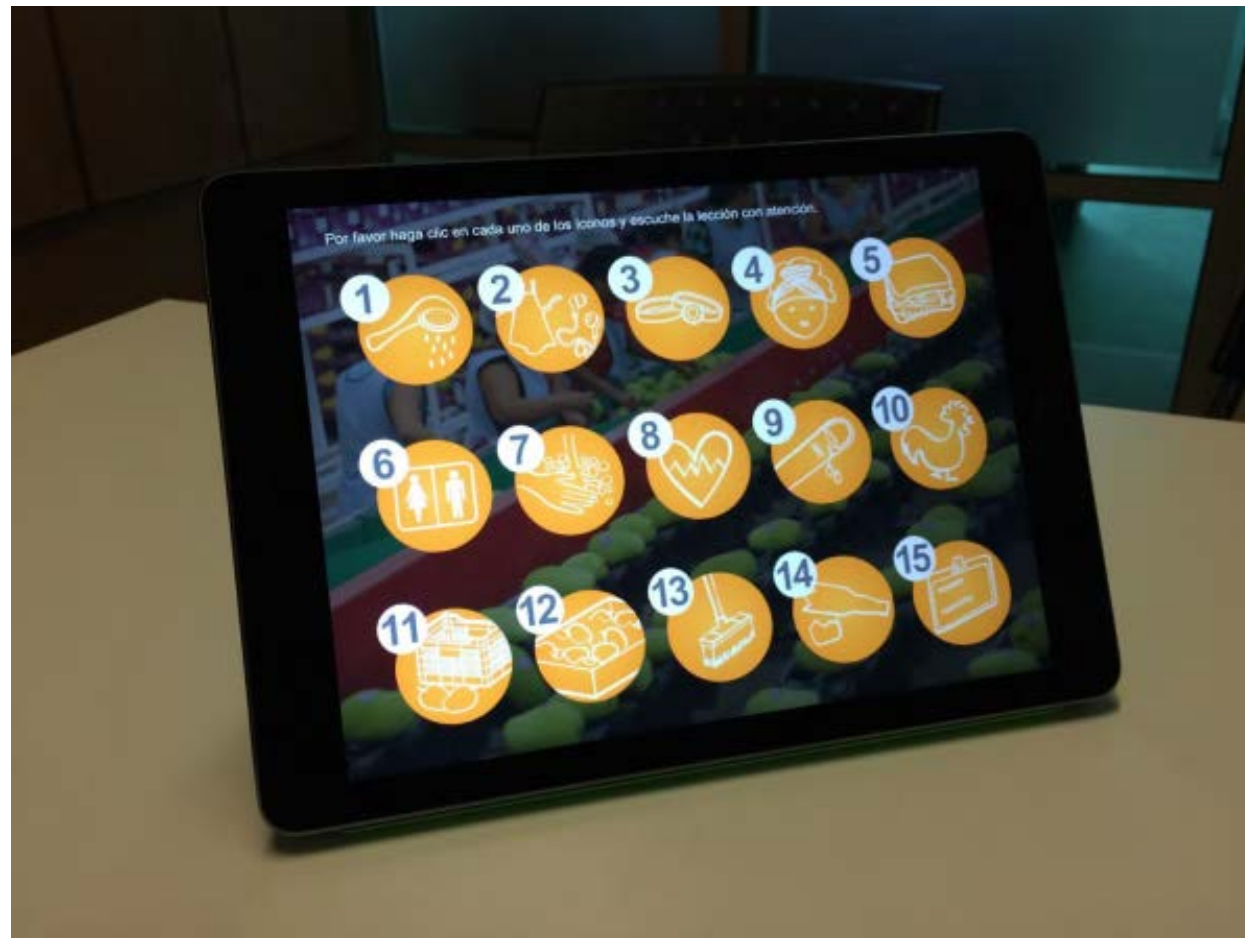 Por favor haga clic en cada uno de los iconos y escuche la lección con atención.
1 2 3 4 5
6 7 8 9 10
11 12 13 14 15